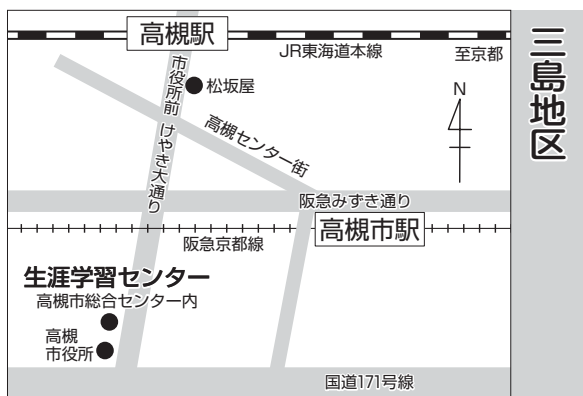 高槻駅
JR東海道本線
至京都
三島地区
市役所前 けやき大通り
松坂屋
N
高槻センター街
阪急みずき通り
阪急京都線
高槻市駅
生涯学習センター
高槻市総合センター内
高槻
市役所
国道171号線